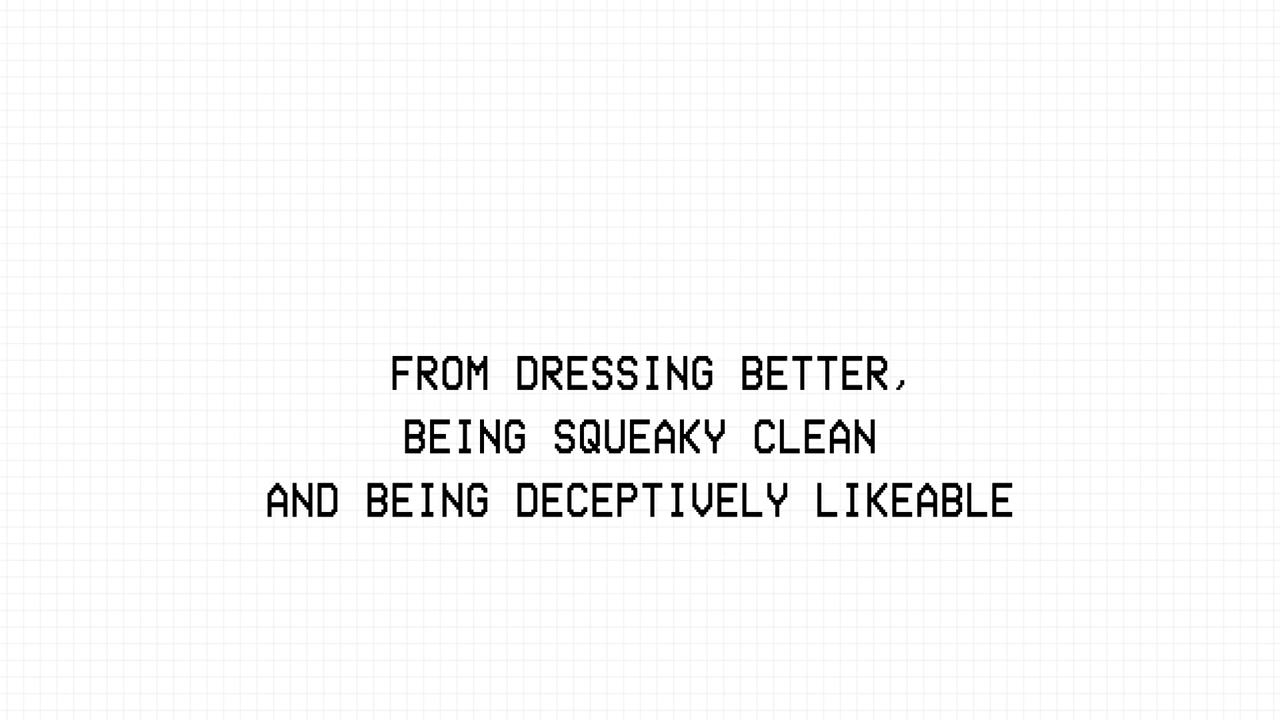 FROM DRESSING BETTER,
BEING SQUEAKY CLEAN
AND BEING DECEPTIVELY LIKEABLE